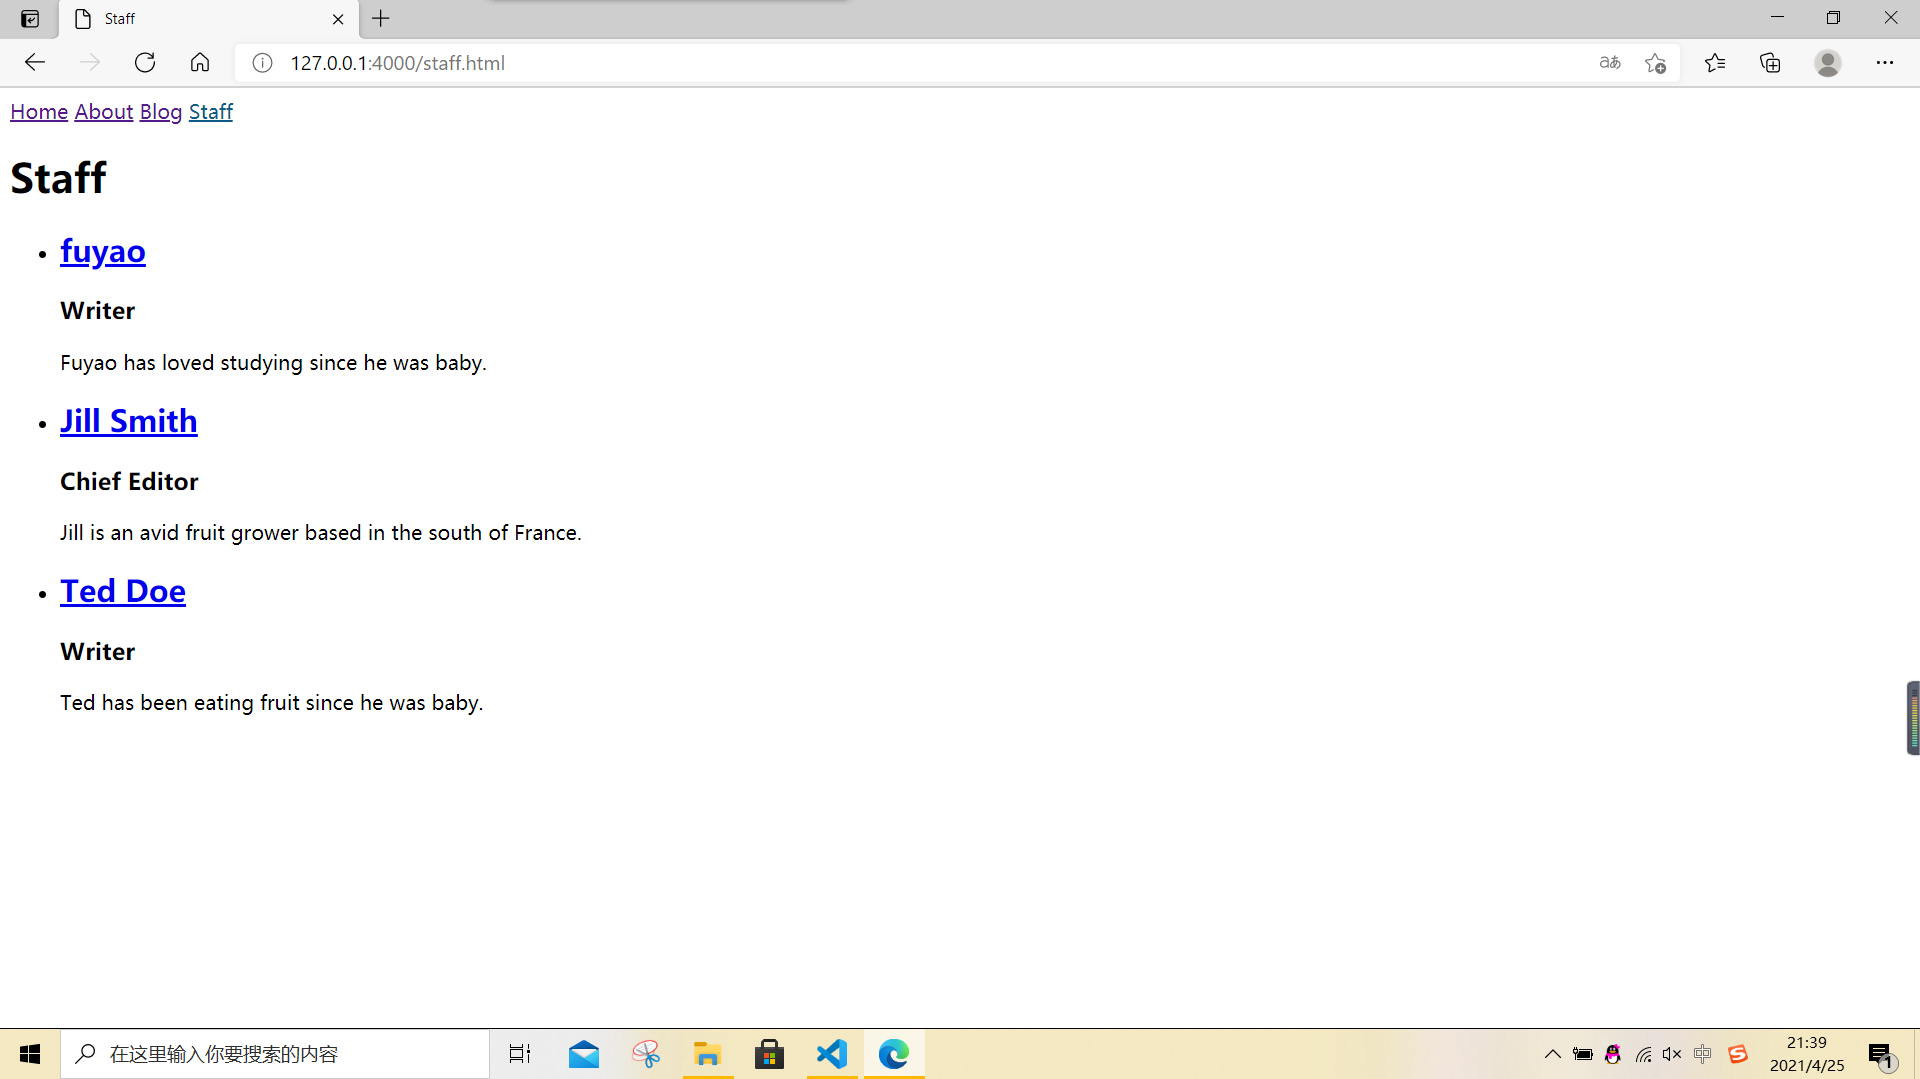 Staff
127.0.0.1:4000/staff.html
aあ
Home About Blog Staff
Staff
fuyao
Writer
Fuyao has loved studying since he was baby.
Jill Smith
Chief Editor
Jill is an avid fruit grower based in the south of France.
Ted Doe
Writer
Ted has been eating fruit since he was baby.
在这里输入你要搜索的内容
中
S
21:39
2021/4/25
1